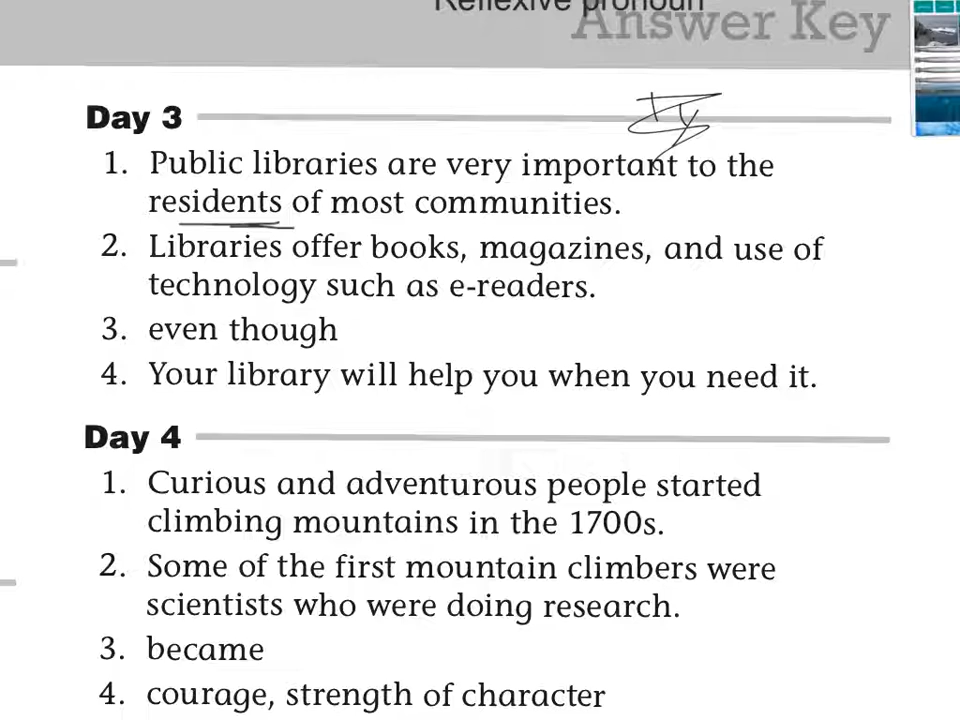 Reflexive pronoun
Answer Key
Day 3
1. Public libraries are very important to the
residents of most communities.
2. Libraries offer books, magazines, and use of
technology such as e-readers.
3. even though
4. Your library will help you when you need it.
Day 4
1. Curious and adventurous people started
climbing mountains in the 1700s.
2. Some of the first mountain climbers were
scientists who were doing research.
3. became
4. courage, strength of character